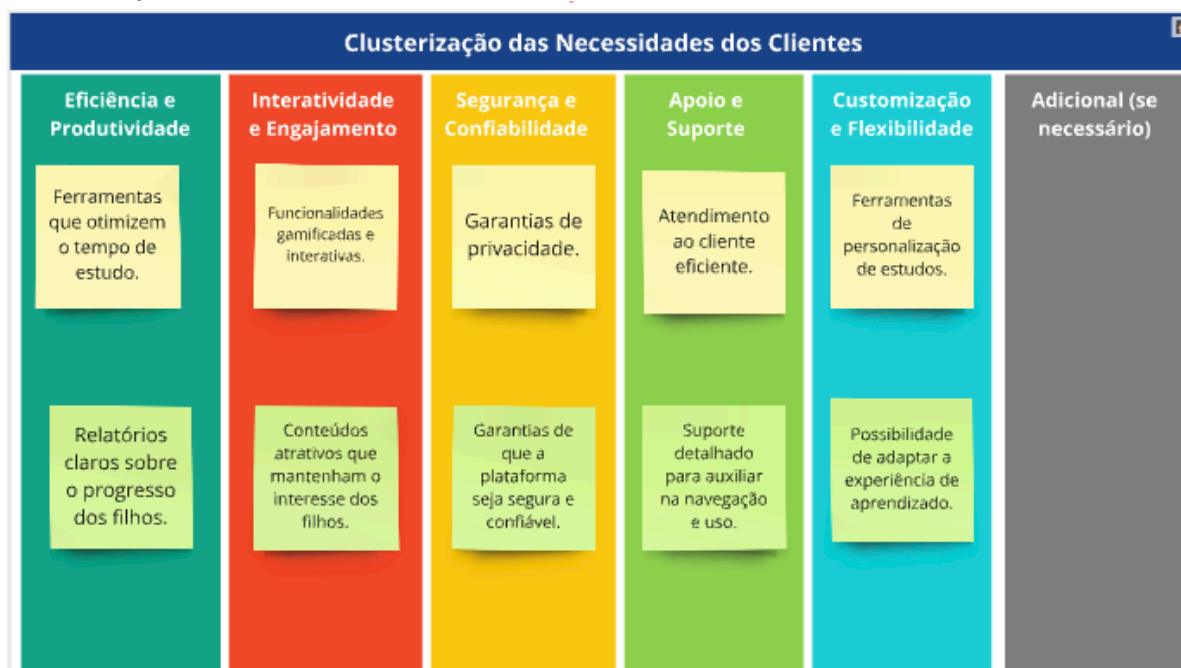 Clusterização das Necessidades dos Clientes
Eficiência e
Produtividade
Interatividade
e Engajamento
Segurança e
Confiabilidade
Apoio e
Suporte
Customização
e Flexibilidade
Adicional (se
necessário)
Ferramentas
que otimizem
o tempo de
estudo.
Funcionalidades
gamificadas e
interativas.
Garantias de
privacidade.
Atendimento
ao cliente
eficiente.
Ferramentas
de
personalização
de estudos.
Relatórios
claros sobre
o progresso
dos filhos.
Conteúdos
atrativos que
mantenham o
interesse dos
filhos.
Garantias de
que a
plataforma
seja segura e
confiável.
Suporte
detalhado
para auxiliar
na navegação
e uso.
Possibilidade
de adaptar a
experiência de
aprendizado.